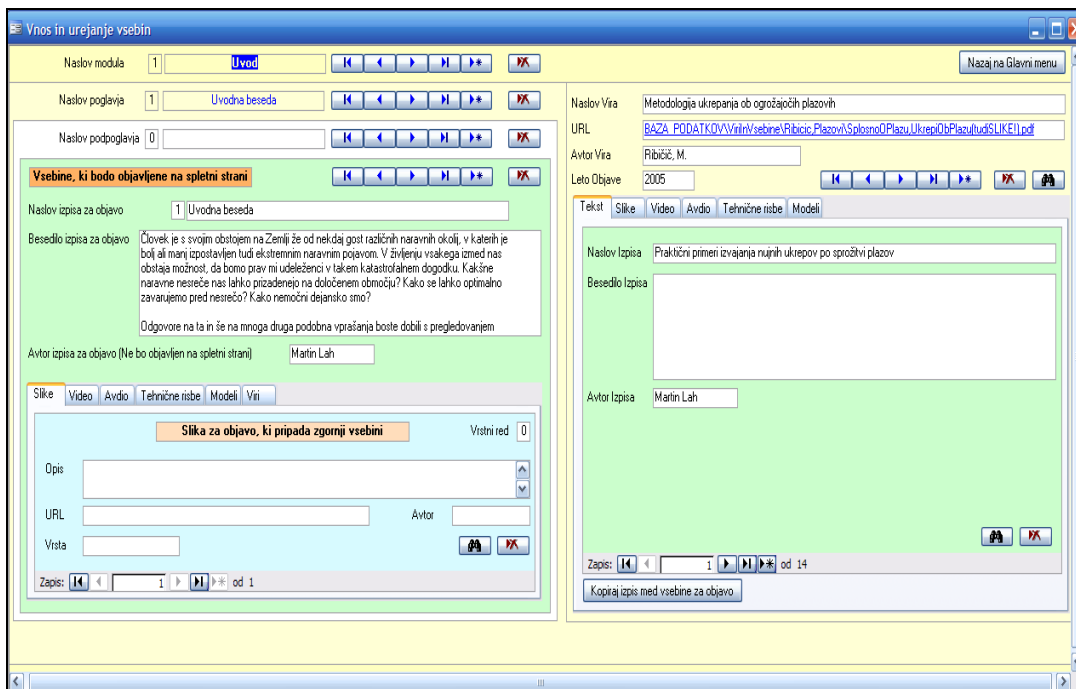 Vnos in urejanje vsebin
Naslov modula 1 Uvod
Nazaj na Glavni menu
Naslov poglavja 1 Uvodna beseda
Naslov podpoglavja 0
Vsebine, ki bodo objavljene na spletni strani
Naslov izpisa za objavo 1 Uvodna beseda
Besedilo izpisa za objavo
Človek je s svojim obstojem na Zemlji že od nekdaj gost različnih naravnih okolij, v katerih je
bolj ali manj izpostavljen tudi ekstremnim naravnim pojavom. V življenju vsakega izmed nas
obstaja možnost, da bomo prav mi udeleženci v takem katastrofalnem dogodku. Kakšne
naravne nesreče nas lahko prizadenejo na določenem območju? Kako se lahko optimalno
zavarujemo pred nesrečo? Kako nemočni dejansko smo?
Odgovore na ta in še na mnoga druga podobna vprašanja boste dobili s pregledovanjem
Avtor izpisa za objavo (Ne bo objavljen na spletni strani) Martin Lah
Slike Video Avdio Tehnične risbe Modeli Viri
Slika za objavo, ki pripada zgornji vsebini
Vrstni red 0
Opis
URL
Avtor
Vrsta
Zapis: 1 od 1
Naslov Vira Metodologija ukrepanja ob ogrožajočih plazovih
URL BAZA_PODATKOV\ViriInVsebine\Ribicic,Plazovi\SplosnoOPlazu,UkrepiObPlazu(tudiSLIKE!).pdf
Avtor Vira Ribičič, M.
Leto Objave 2005
Tekst Slike Video Avdio Tehnične risbe Modeli
Naslov Izpisa Praktični primeri izvajanja nujnih ukrepov po sprožitvi plazov
Besedilo Izpisa
Avtor Izpisa Martin Lah
Zapis: 1 od 14
Kopiraj izpis med vsebine za objavo